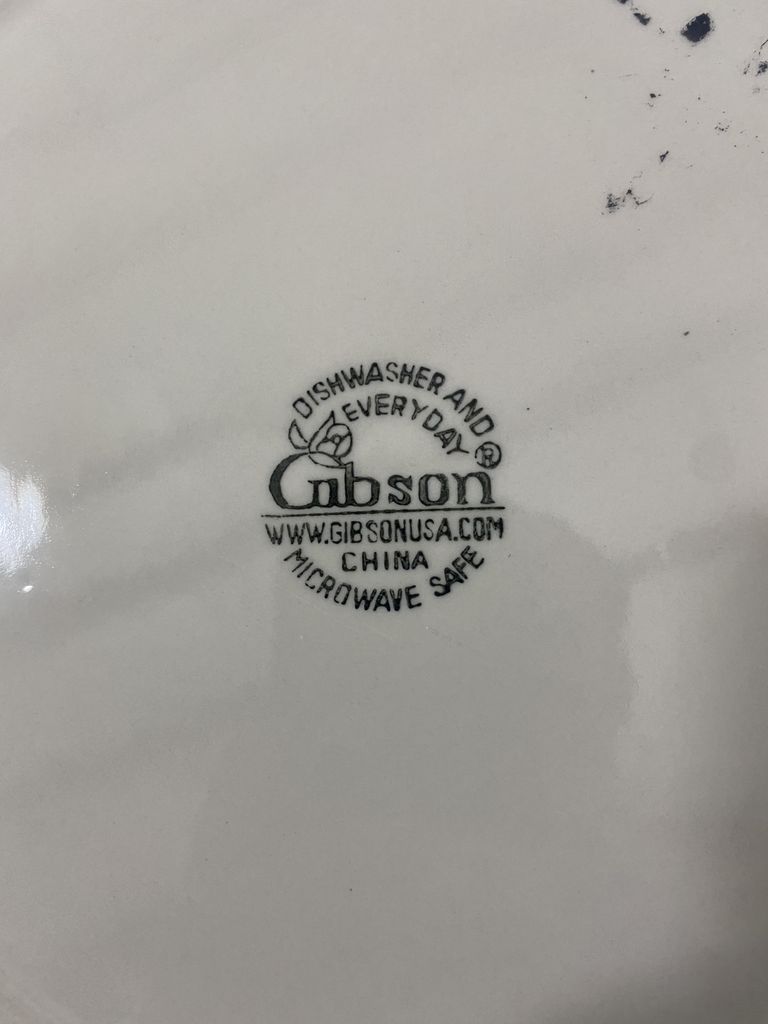 DISHWASHER AND
EVERYDAY
Gibson®
WWW.GIBSONUSA.COM
CHINA
MICROWAVE SAFE